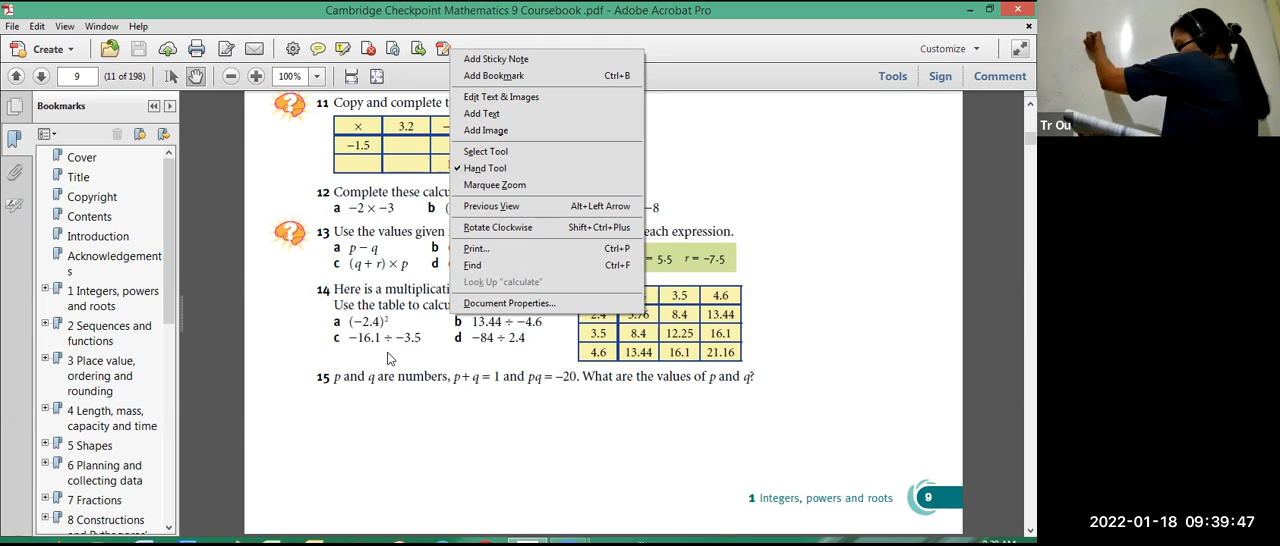 Cambridge Checkpoint Mathematics 9 Coursebook .pdf - Adobe Acrobat Pro
File Edit View Window Help
Create
Customize
9 (11 of 198) 100%
Tools Sign Comment
Bookmarks
Cover
Title
Copyright
Contents
Introduction
Acknowledgement
s
1 Integers, powers
and roots
2 Sequences and
functions
3 Place value,
ordering and
rounding
4 Length, mass,
capacity and time
5 Shapes
6 Planning and
collecting data
7 Fractions
8 Constructions
11 Copy and complete t
× 3.2 −
−1.5
12 Complete these calcu
a −2 × −3 b ( −8
13 Use the values given each expression.
a p − q b
= 5.5 r = −7.5
c (q + r) × p d
14 Here is a multiplicati
Use the table to calcu
a (−2.4)² b 13.44 ÷ −4.6
c −16.1 ÷ −3.5 d −84 ÷ 2.4
3.5 4.6
2.4 5.76 8.4 13.44
3.5 8.4 12.25 16.1
4.6 13.44 16.1 21.16
15 p and q are numbers, p + q = 1 and pq = −20. What are the values of p and q?
1 Integers, powers and roots 9
Add Sticky Note
Add Bookmark Ctrl+B
Edit Text & Images
Add Text
Add Image
Select Tool
Hand Tool
Marquee Zoom
Previous View Alt+Left Arrow
Rotate Clockwise Shift+Ctrl+Plus
Print... Ctrl+P
Find Ctrl+F
Look Up "calculate"
Document Properties...
Tr Ou
2022-01-18 09:39:47